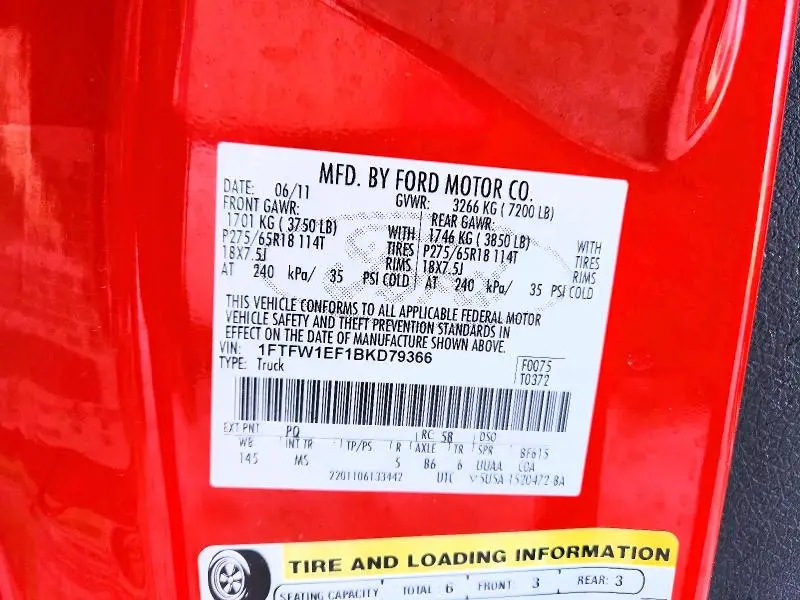 MFD. BY FORD MOTOR CO.
DATE: 06/11 GVWR: 3266 KG ( 7200 LB)
FRONT GAWR: REAR GAWR:
1701 KG ( 3750 LB) WITH 1746 KG ( 3850 LB) WITH
P275/65R18 114T TIRES P275/65R18 114T TIRES
18X7.5J RIMS 18X7.5J RIMS
AT 240 kPa/ 35 PSI COLD AT 240 kPa/ 35 PSI COLD
THIS VEHICLE CONFORMS TO ALL APPLICABLE FEDERAL MOTOR
VEHICLE SAFETY AND THEFT PREVENTION STANDARDS IN
EFFECT ON THE DATE OF MANUFACTURE SHOWN ABOVE.
VIN: 1FTFW1EF1BKD79366 F0075
TYPE: Truck T0372
EXT PNT PQ RC: 58 DSO
WB INT TR TP/PS R AXLE TR SPR BF615
145 MS 5 B6 6 UUAA COA
2201106133442 UTC 5USA-1520472-BA
TIRE AND LOADING INFORMATION
SEATING CAPACITY TOTAL : 6 FRONT: 3 REAR: 3